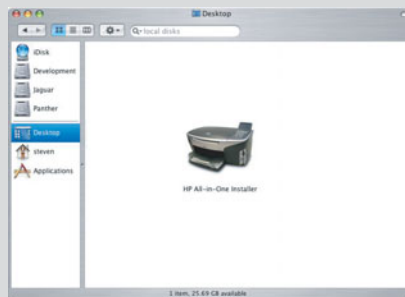 Desktop
local disks
iDisk
Development
Jaguar
Panther
Desktop
steven
Applications
HP All-in-One Installer
1 item, 25.69 GB available